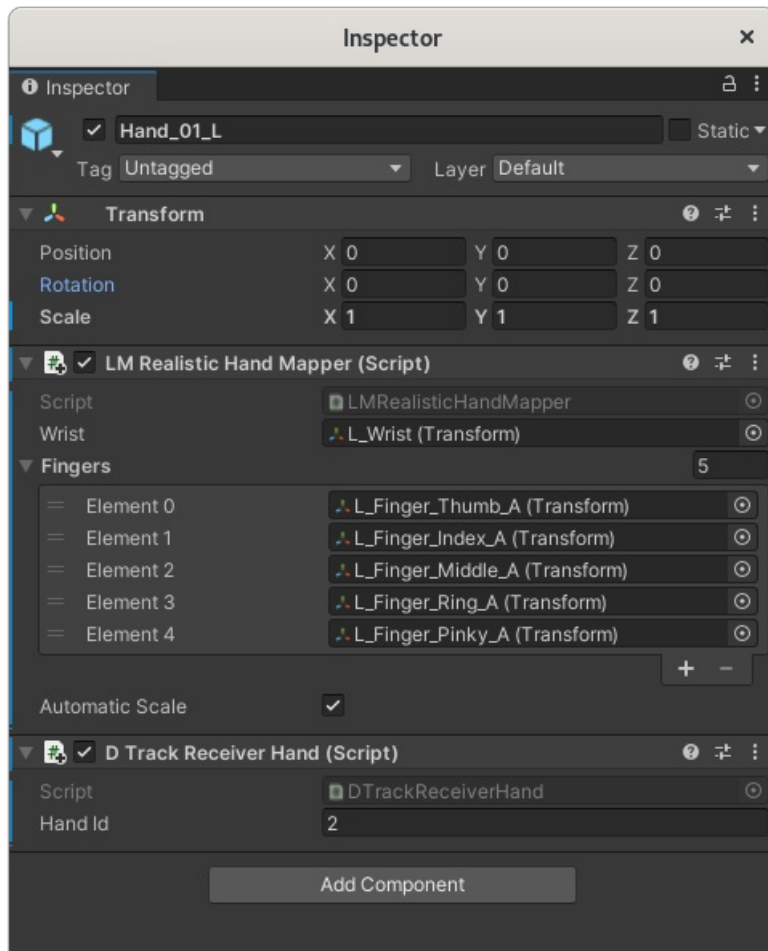 Inspector
Inspector
Hand_01_L Static
Tag Untagged Layer Default
Transform
Position X 0 Y 0 Z 0
Rotation X 0 Y 0 Z 0
Scale X 1 Y 1 Z 1
LM Realistic Hand Mapper (Script)
Script LMRealisticHandMapper
Wrist L_Wrist (Transform)
Fingers 5
Element 0 L_Finger_Thumb_A (Transform)
Element 1 L_Finger_Index_A (Transform)
Element 2 L_Finger_Middle_A (Transform)
Element 3 L_Finger_Ring_A (Transform)
Element 4 L_Finger_Pinky_A (Transform)
Automatic Scale
D Track Receiver Hand (Script)
Script DTrackReceiverHand
Hand Id 2
Add Component